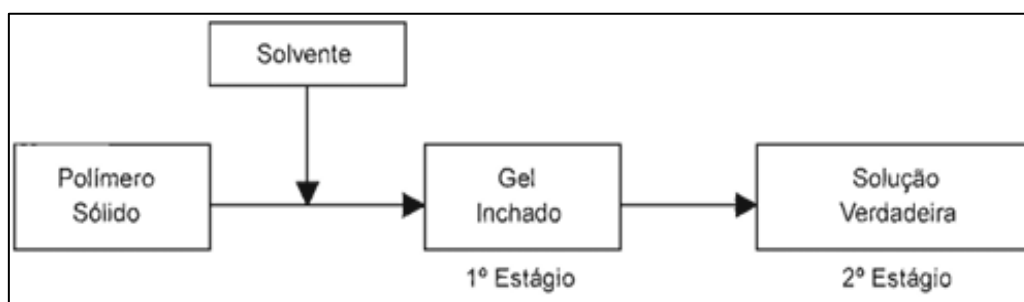 Solvente
Polímero
Sólido
Gel
Inchado
Solução
Verdadeira
1º Estágio
2º Estágio